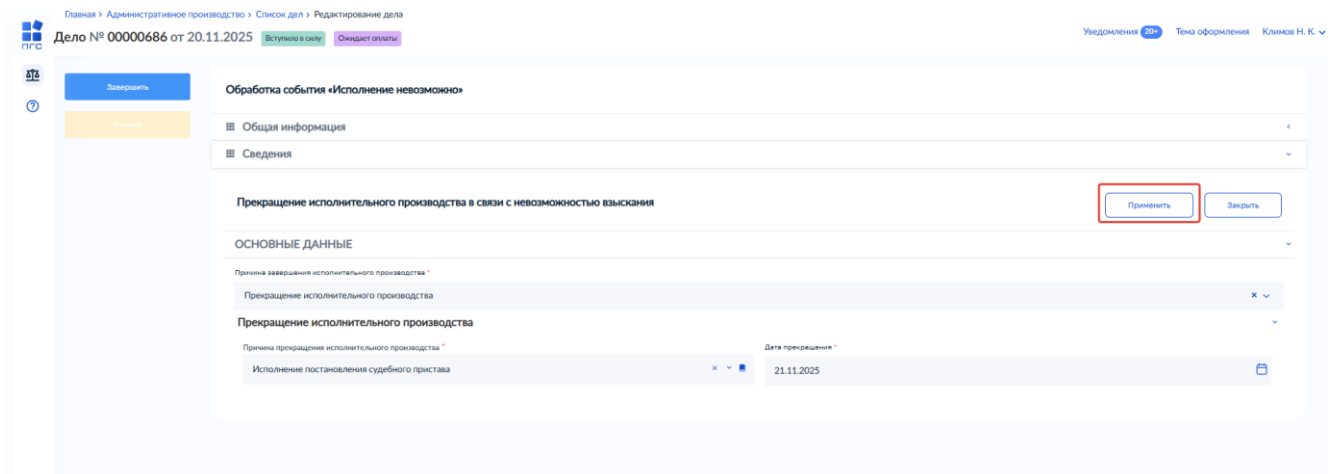 Главная > Административное производство > Список дел > Редактирование дела
ПГС
Дело № 00000686 от 20.11.2025 Вступило в силу Ожидает оплаты
Уведомления 20+ Тема оформления Климов Н. К.
Завершить
Обработка события «Исполнение невозможно»
Общая информация
Сведения
Прекращение исполнительного производства в связи с невозможностью взыскания
Применить Закрыть
ОСНОВНЫЕ ДАННЫЕ
Причина завершения исполнительного производства *
Прекращение исполнительного производства
Прекращение исполнительного производства
Причина прекращения исполнительного производства * Дата прекращения *
Исполнение постановления судебного пристава 21.11.2025